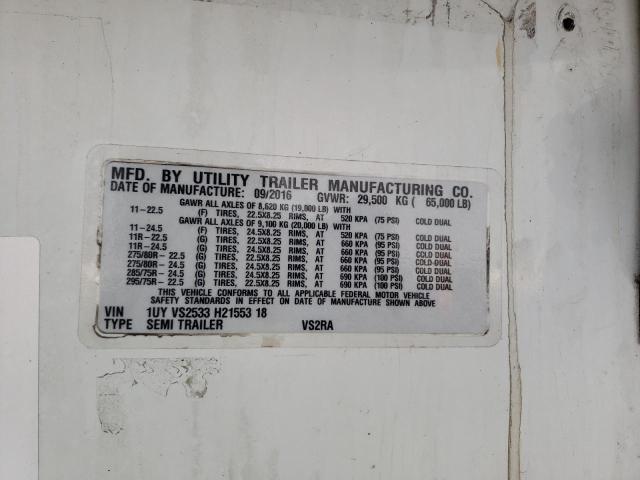 MFD. BY UTILITY TRAILER MANUFACTURING CO.
DATE OF MANUFACTURE: 09/2016 GVWR: 29,500 KG ( 65,000 LB)
GAWR ALL AXLES OF 8,620 KG (19,000 LB) WITH
11-22.5 (F) TIRES, 22.5X8.25 RIMS, AT 520 KPA (75 PSI) COLD DUAL
GAWR ALL AXLES OF 9,100 KG (20,000 LB) WITH
11-24.5 (F) TIRES, 24.5X8.25 RIMS, AT 520 KPA (75 PSI) COLD DUAL
11R-22.5 (G) TIRES, 22.5X8.25 RIMS, AT 660 KPA (95 PSI) COLD DUAL
11R-24.5 (G) TIRES, 24.5X8.25 RIMS, AT 660 KPA (95 PSI) COLD DUAL
275/80R-22.5 (G) TIRES, 22.5X8.25 RIMS, AT 660 KPA (95 PSI) COLD-DUAL
275/80R-24.5 (G) TIRES, 24.5X8.25 RIMS, AT 660 KPA (95 PSI) COLD-DUAL
285/75R-24.5 (G) TIRES, 24.5X8.25 RIMS, AT 690 KPA (100 PSI) COLD DUAL
295/75R-22.5 (G) TIRES, 22.5X8.25 RIMS, AT 690 KPA (100 PSI) COLD DUAL
THIS VEHICLE CONFORMS TO ALL APPLICABLE FEDERAL MOTOR VEHICLE
SAFETY STANDARDS IN EFFECT ON DATE OF MANUFACTURE SHOWN ABOVE
VIN 1UY VS2533 H21553 18
TYPE SEMI TRAILER VS2RA